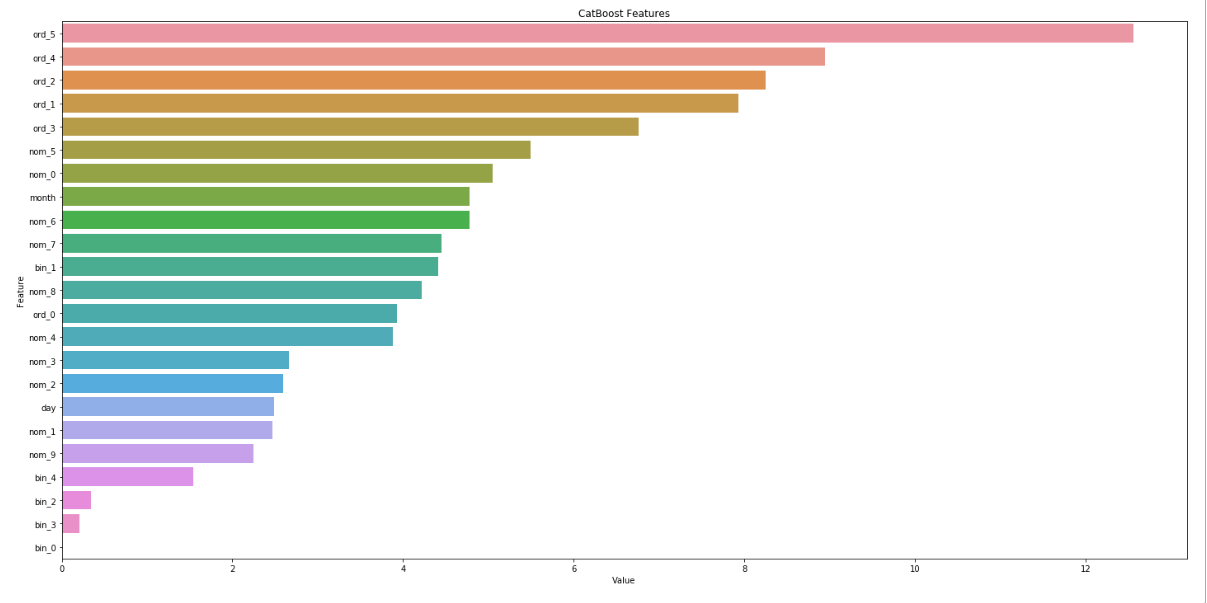 CatBoost Features
ord_5
ord_4
ord_2
ord_1
ord_3
nom_5
nom_0
month
nom_6
nom_7
bin_1
nom_8
ord_0
nom_4
nom_3
nom_2
day
nom_1
nom_9
bin_4
bin_2
bin_3
bin_0
Feature
0 2 4 6 8 10 12
Value